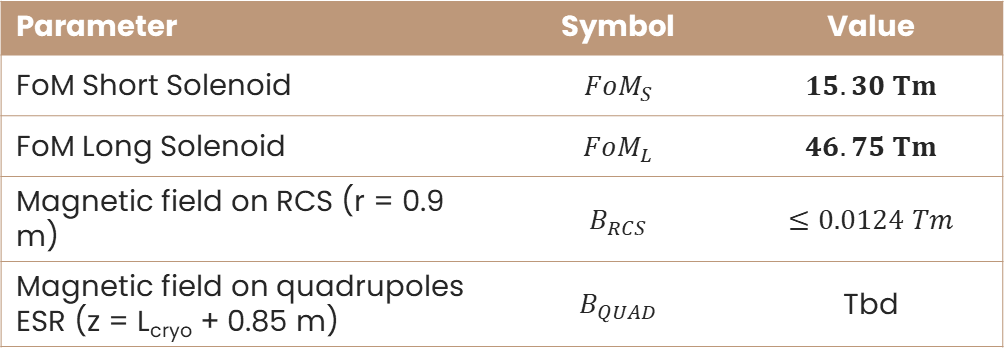 Parameter Symbol Value
FoM Short Solenoid FoM_S 15.30 Tm
FoM Long Solenoid FoM_L 46.75 Tm
Magnetic field on RCS (r = 0.9
m) B_RCS ≤ 0.0124 Tm
Magnetic field on quadrupoles
ESR (z = L_cryo + 0.85 m) B_QUAD Tbd